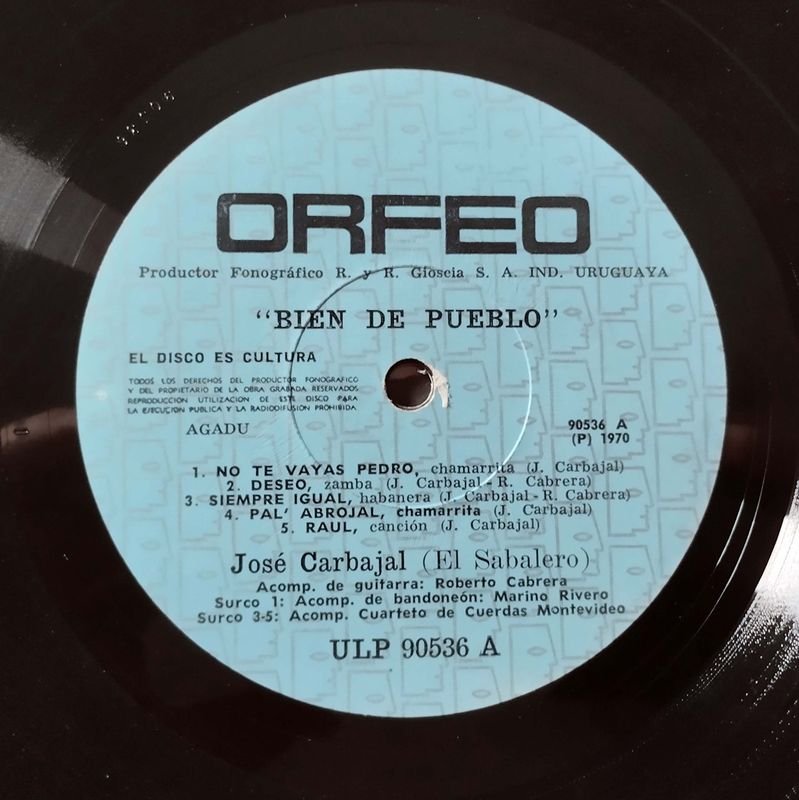 ORFEO
Productor Fonográfico R. y R. Gioscia S. A. IND. URUGUAYA
"BIEN DE PUEBLO"
EL DISCO ES CULTURA
TODOS LOS DERECHOS DEL PRODUCTOR FONOGRAFICO
Y DEL PROPIETARIO DE LA OBRA GRABADA RESERVADOS
REPRODUCCION UTILIZACION DE ESTE DISCO PARA
LA EJECUCION PUBLICA Y LA RADIODIFUSION PROHIBIDA
AGADU
90536 A
(P) 1970
1. NO TE VAYAS PEDRO, chamarrita (J. Carbajal)
2. DESEO, zamba (J. Carbajal - R. Cabrera)
3. SIEMPRE IGUAL, habanera (J. Carbajal - R. Cabrera)
4. PAL' ABROJAL, chamarrita (J. Carbajal)
5. RAUL, canción (J. Carbajal)
José Carbajal (El Sabalero)
Acomp. de guitarra: Roberto Cabrera
Surco 1: Acomp. de bandoneón: Marino Rivero
Surco 3-5: Acomp. Cuarteto de Cuerdas Montevideo
ULP 90536 A